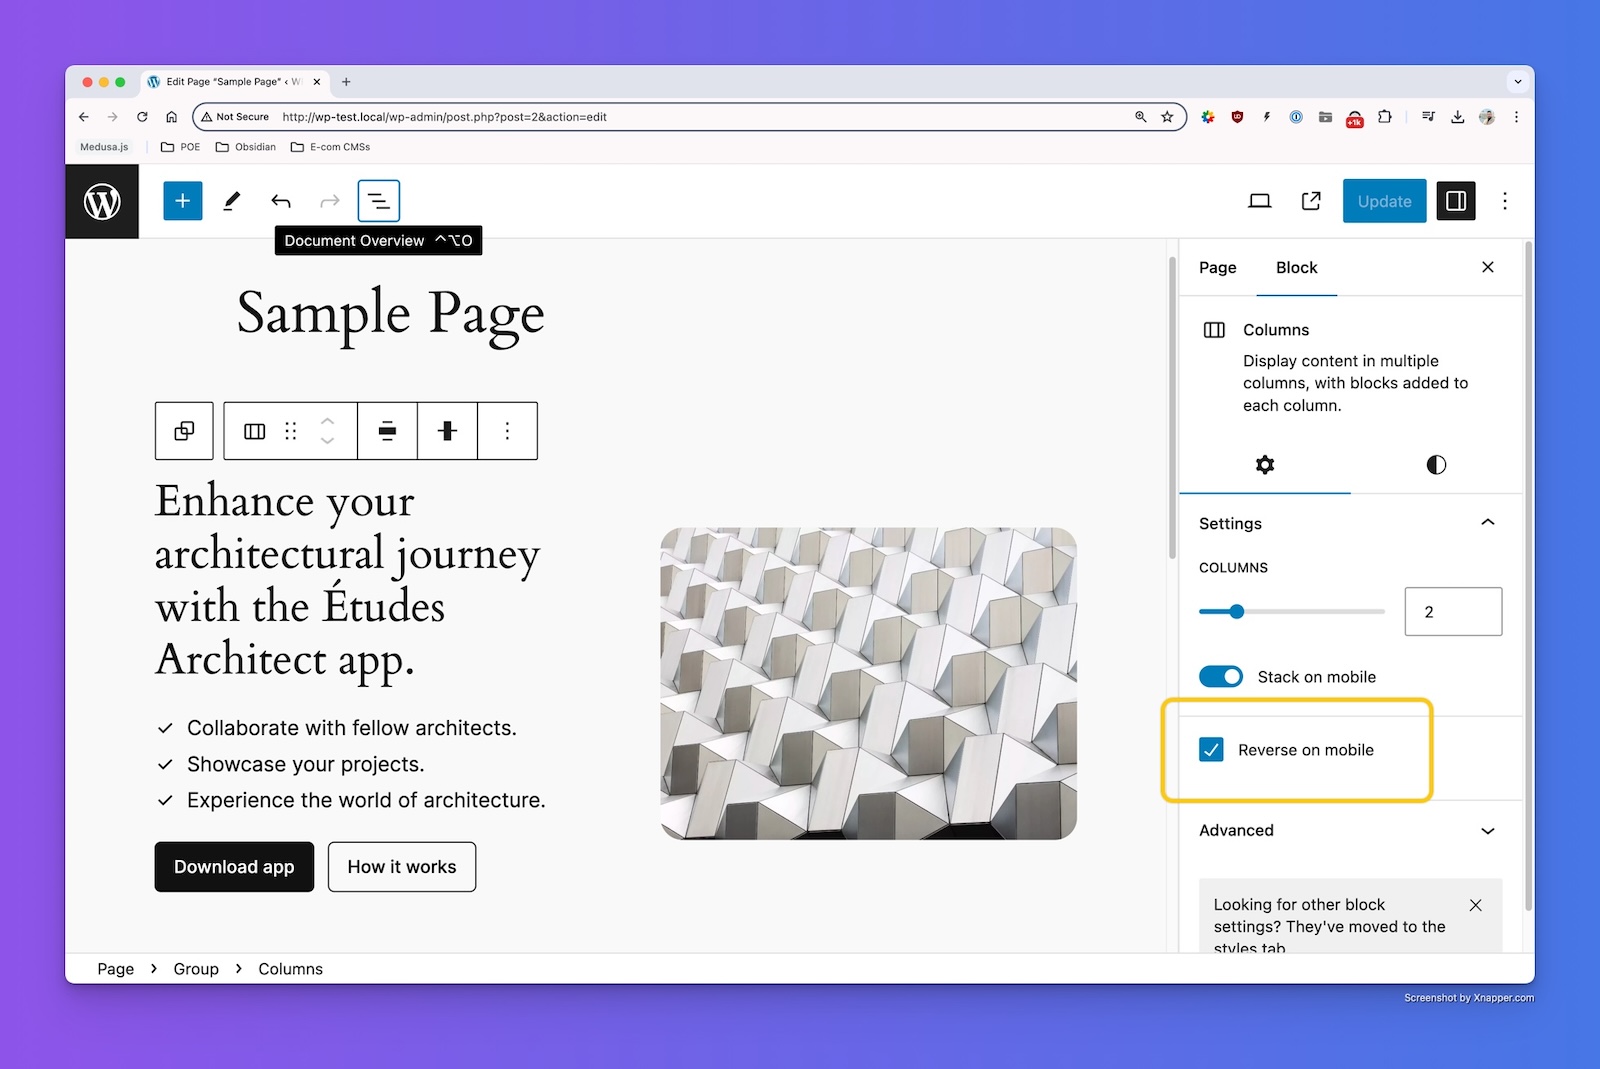 Edit Page "Sample Page" ‹ W
Not Secure http://wp-test.local/wp-admin/post.php?post=2&action=edit
+1k
Medusa.js POE Obsidian E-com CMSs
Update
Document Overview ⌃⌥O
Page Block
Sample Page
Columns
Display content in multiple
columns, with blocks added to
each column.
Enhance your
architectural journey
with the Études
Architect app.
Collaborate with fellow architects.
Showcase your projects.
Experience the world of architecture.
Download app How it works
Settings
COLUMNS
2
Stack on mobile
Reverse on mobile
Advanced
Looking for other block
settings? They've moved to the
styles tab
Page › Group › Columns
Screenshot by Xnapper.com